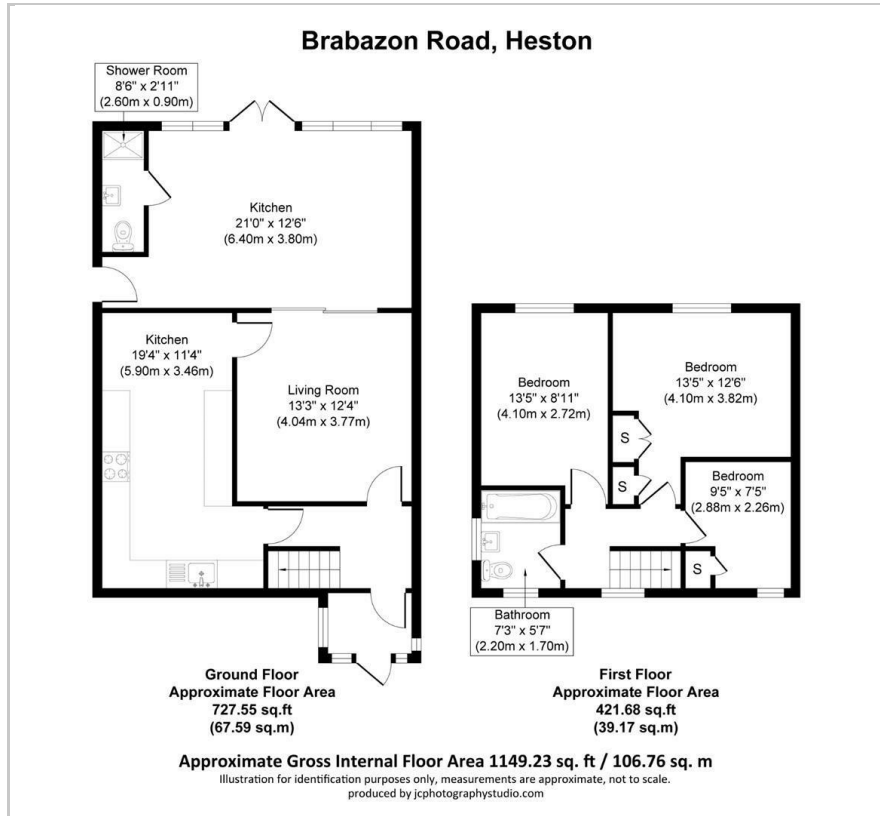 Brabazon Road, Heston
Shower Room
8'6" x 2'11"
(2.60m x 0.90m)
Kitchen
21'0" x 12'6"
(6.40m x 3.80m)
Kitchen
19'4" x 11'4"
(5.90m x 3.46m)
Living Room
13'3" x 12'4"
(4.04m x 3.77m)
Bedroom
13'5" x 8'11"
(4.10m x 2.72m)
Bedroom
13'5" x 12'6"
(4.10m x 3.82m)
S
S
Bedroom
9'5" x 7'5"
(2.88m x 2.26m)
S
Bathroom
7'3" x 5'7"
(2.20m x 1.70m)
Ground Floor
Approximate Floor Area
727.55 sq.ft
(67.59 sq.m)
First Floor
Approximate Floor Area
421.68 sq.ft
(39.17 sq.m)
Approximate Gross Internal Floor Area 1149.23 sq. ft / 106.76 sq. m
Illustration for identification purposes only, measurements are approximate, not to scale.
produced by jcphotographystudio.com